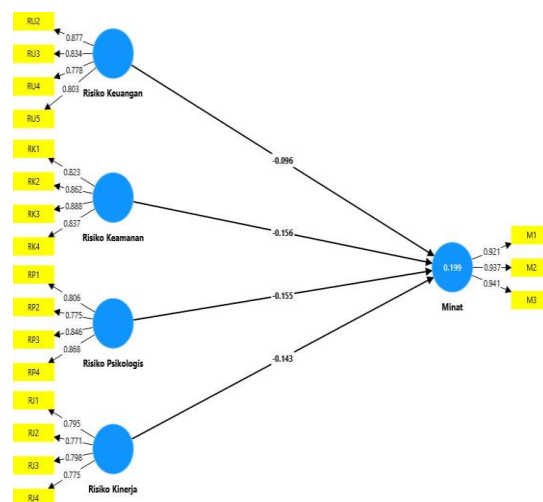 RU2
0.877
RU3
0.834
RU4
0.778
RU5
0.803
Risiko Keuangan
-0.096
RK1
0.823
RK2
0.862
RK3
0.888
RK4
0.837
Risiko Keamanan
-0.156
RP1
0.806
RP2
0.775
RP3
0.846
RP4
0.868
Risiko Psikologis
-0.155
RJ1
0.795
RJ2
0.771
RJ3
0.798
RJ4
0.775
Risiko Kinerja
-0.143
0.199
Minat
M1
0.921
M2
0.937
M3
0.941